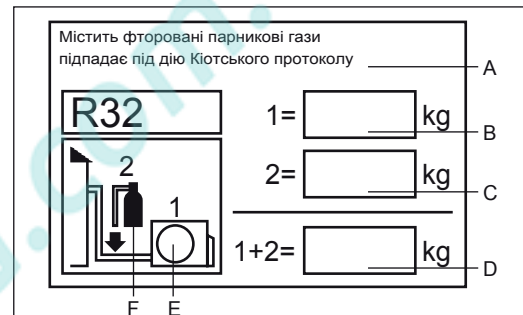 Містить фторовані парникові гази
підпадає під дію Кіотського протоколу
A
R32
1= kg
B
2
1
2= kg
C
1+2= kg
D
F
E